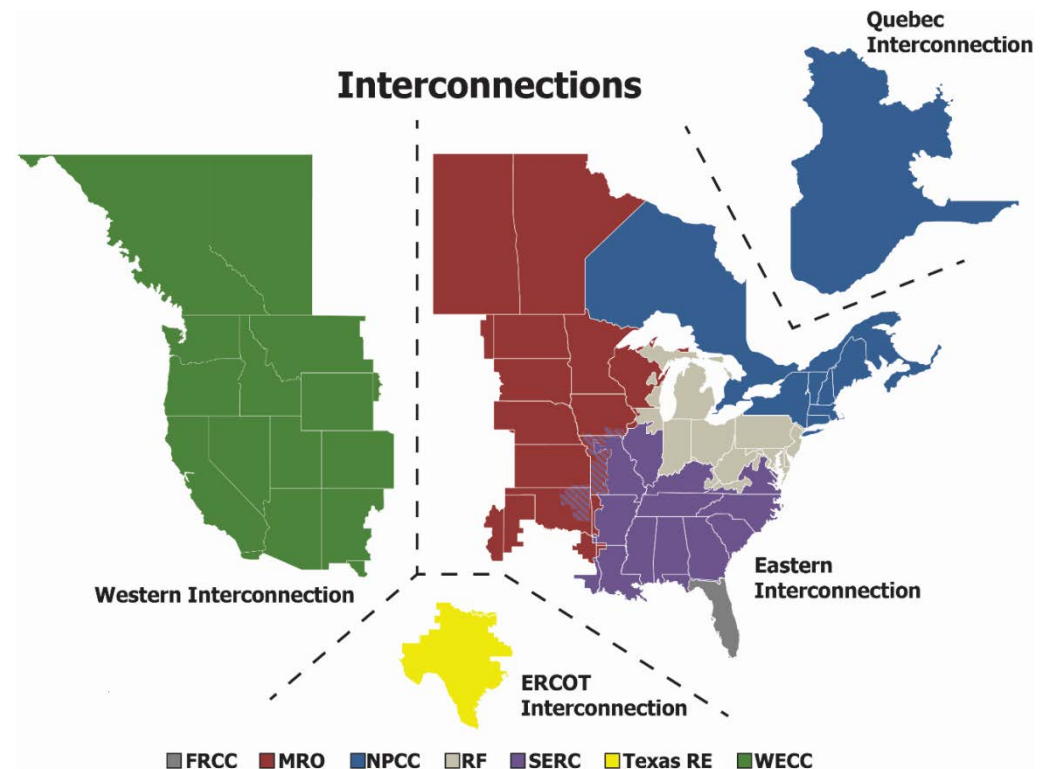 Quebec
Interconnection
Interconnections
Western Interconnection
Eastern
Interconnection
ERCOT
Interconnection
FRCC MRO NPCC RF SERC Texas RE WECC